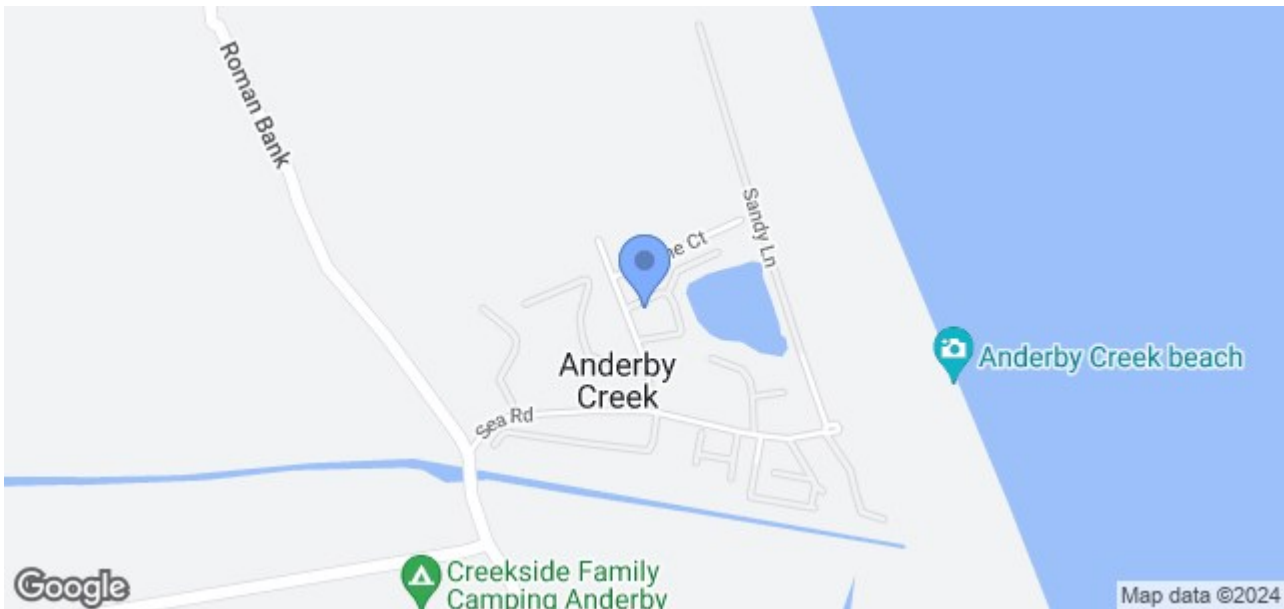 Roman Bank
Sandy Ln
Ct
Anderby
Creek
Anderby Creek beach
Sea Rd
Creekside Family
Camping Anderby
Google
Map data ©2024